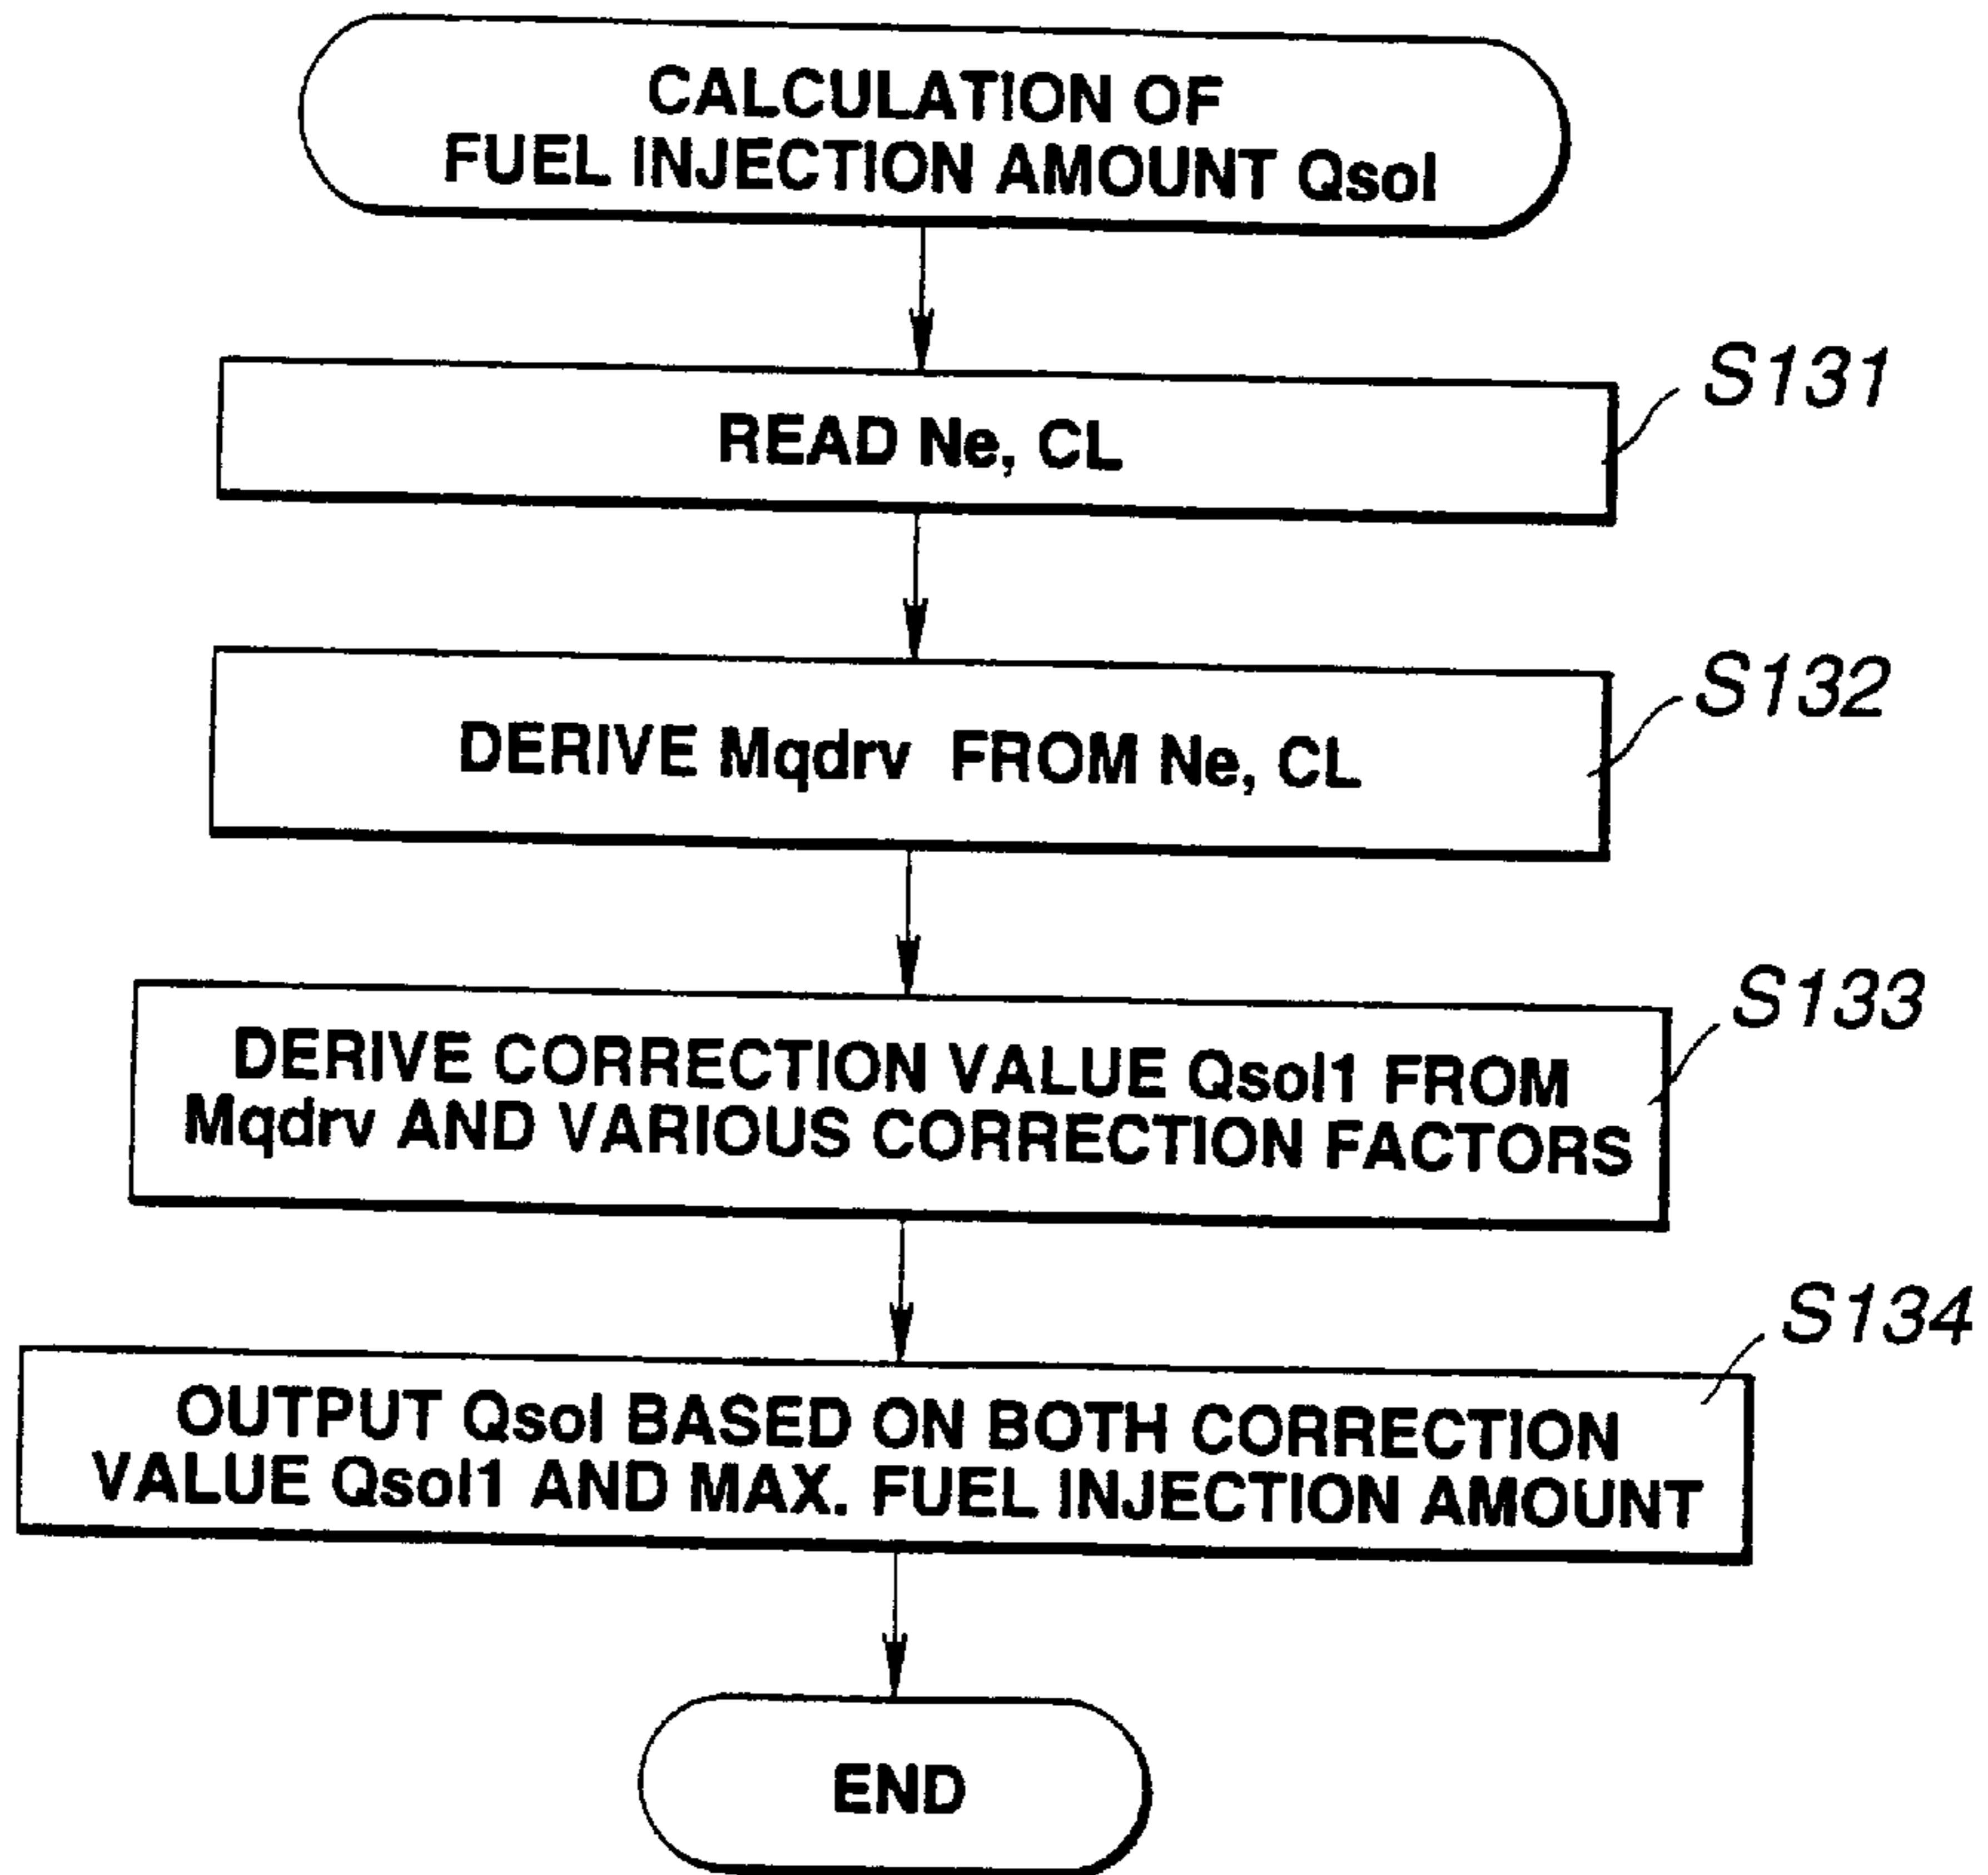 CALCULATION OF
FUEL INJECTION AMOUNT Qsol
READ Ne, CL
S131
DERIVE Mqdrv FROM Ne, CL
S132
DERIVE CORRECTION VALUE Qsol1 FROM
Mqdrv AND VARIOUS CORRECTION FACTORS
S133
OUTPUT Qsol BASED ON BOTH CORRECTION
VALUE Qsol1 AND MAX. FUEL INJECTION AMOUNT
S134
END